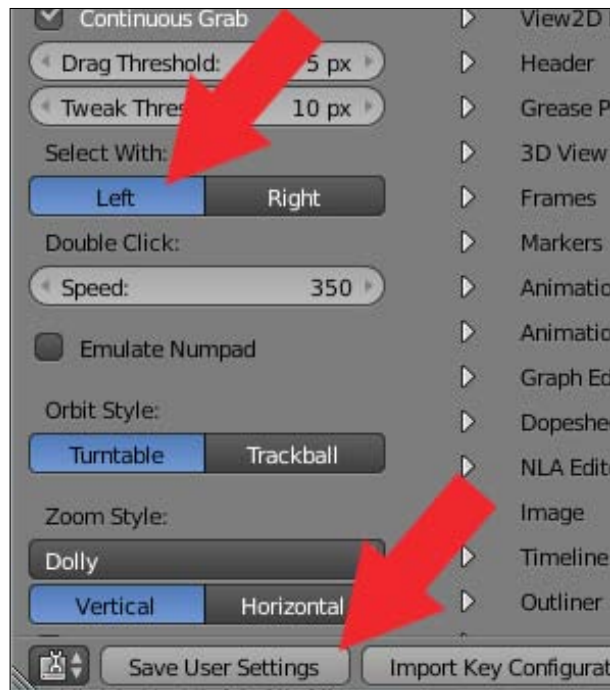 Continuous Grab
Drag Threshold: 5 px
Tweak Thres 10 px
Select With:
Left Right
Double Click:
Speed: 350
Emulate Numpad
Orbit Style:
Turntable Trackball
Zoom Style:
Dolly
Vertical Horizontal
Save User Settings Import Key Configurat
View2D
Header
Grease P
3D View
Frames
Markers
Animatio
Animatio
Graph Ed
Dopeshe
NLA Edit
Image
Timeline
Outliner